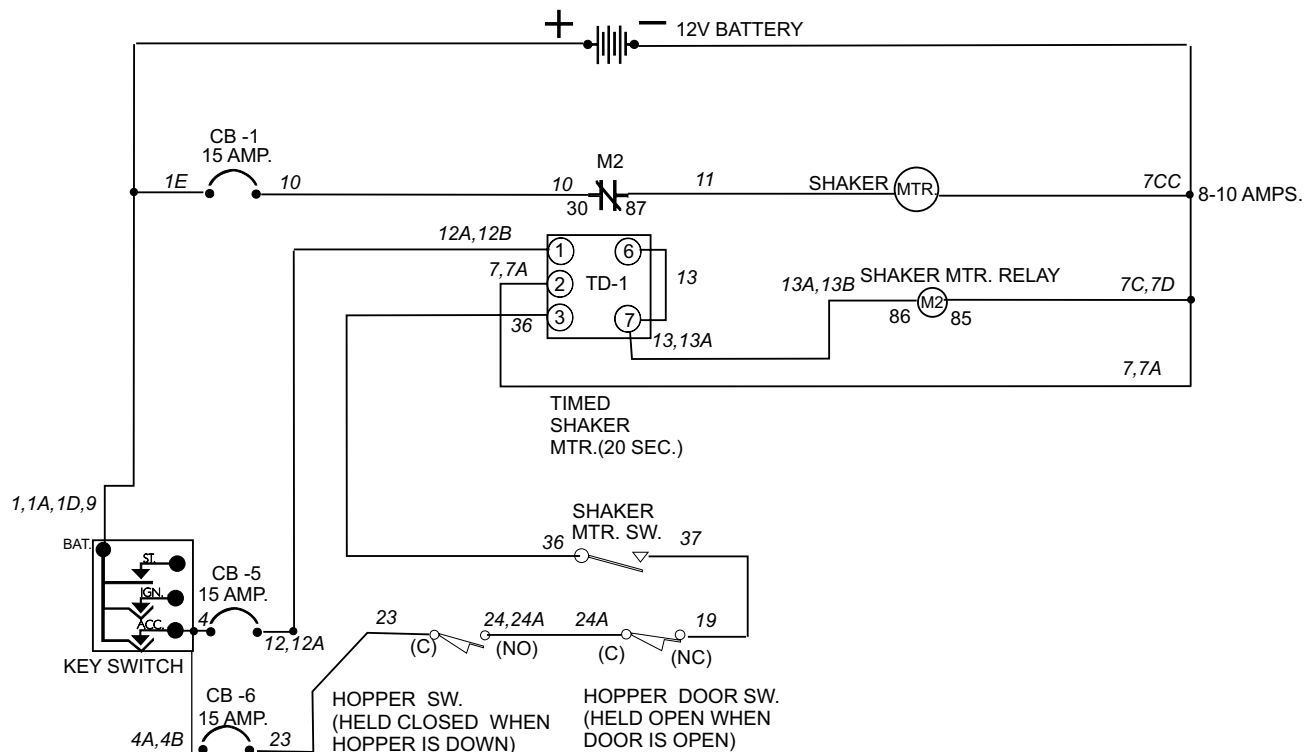 + − 12V BATTERY
CB -1
15 AMP.
1E
10
10
M2
30
87
11
SHAKER
MTR.
7CC
8-10 AMPS.
12A,12B
1
6
7,7A
2
TD-1
13
3
36
7
13,13A
13A,13B
SHAKER MTR. RELAY
M2
86
85
7C,7D
7,7A
TIMED
SHAKER
MTR.(20 SEC.)
1,1A,1D,9
BAT.
ST.
IGN.
ACC.
KEY SWITCH
4
CB -5
15 AMP.
12,12A
SHAKER
MTR. SW.
36
37
23
(C)
24,24A
(NO)
24A
(C)
19
(NC)
CB -6
15 AMP.
4A,4B
23
HOPPER SW.
(HELD CLOSED WHEN
HOPPER IS DOWN)
HOPPER DOOR SW.
(HELD OPEN WHEN
DOOR IS OPEN)